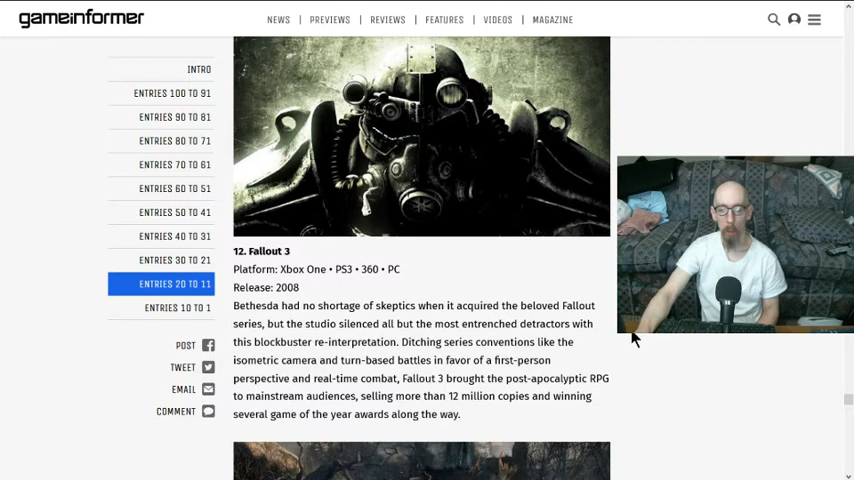 gameinformer
NEWS | PREVIEWS | REVIEWS | FEATURES | VIDEOS | MAGAZINE
INTRO
ENTRIES 100 TO 91
ENTRIES 90 TO 81
ENTRIES 80 TO 71
ENTRIES 70 TO 61
ENTRIES 60 TO 51
ENTRIES 50 TO 41
ENTRIES 40 TO 31
ENTRIES 30 TO 21
ENTRIES 20 TO 11
ENTRIES 10 TO 1
POST
TWEET
EMAIL
COMMENT
12. Fallout 3
Platform: Xbox One • PS3 • 360 • PC
Release: 2008
Bethesda had no shortage of skeptics when it acquired the beloved Fallout
series, but the studio silenced all but the most entrenched detractors with
this blockbuster re-interpretation. Ditching series conventions like the
isometric camera and turn-based battles in favor of a first-person
perspective and real-time combat, Fallout 3 brought the post-apocalyptic RPG
to mainstream audiences, selling more than 12 million copies and winning
several game of the year awards along the way.